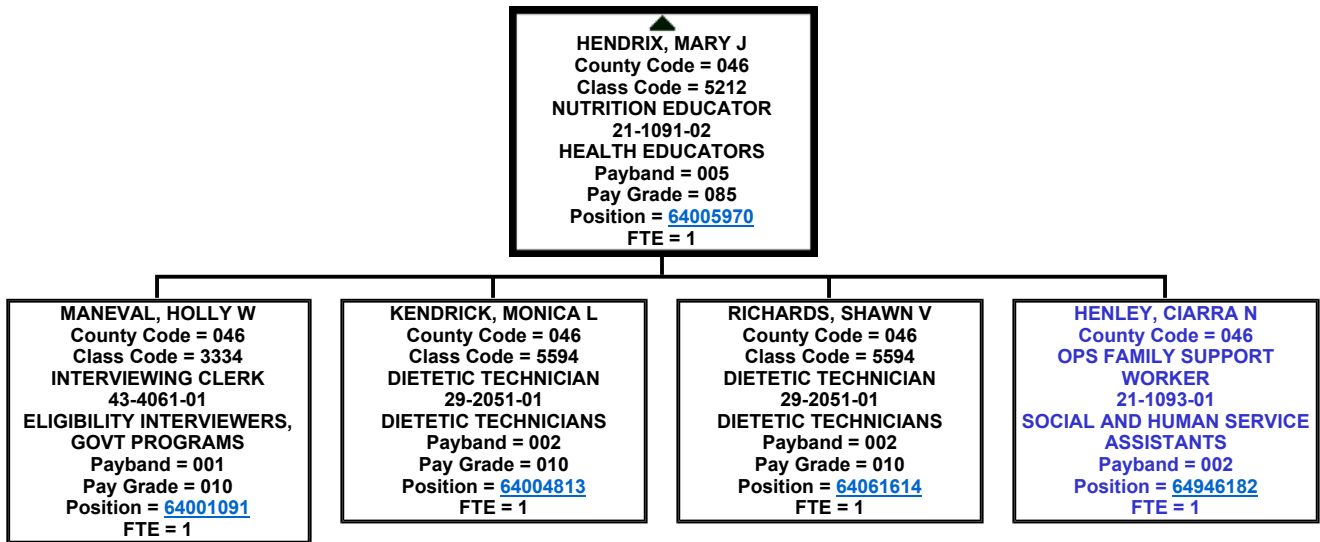 HENDRIX, MARY J
County Code = 046
Class Code = 5212
NUTRITION EDUCATOR
21-1091-02
HEALTH EDUCATORS
Payband = 005
Pay Grade = 085
Position = 64005970
FTE = 1
MANEVAL, HOLLY W
County Code = 046
Class Code = 3334
INTERVIEWING CLERK
43-4061-01
ELIGIBILITY INTERVIEWERS,
GOVT PROGRAMS
Payband = 001
Pay Grade = 010
Position = 64001091
FTE = 1
KENDRICK, MONICA L
County Code = 046
Class Code = 5594
DIETETIC TECHNICIAN
29-2051-01
DIETETIC TECHNICIANS
Payband = 002
Pay Grade = 010
Position = 64004813
FTE = 1
RICHARDS, SHAWN V
County Code = 046
Class Code = 5594
DIETETIC TECHNICIAN
29-2051-01
DIETETIC TECHNICIANS
Payband = 002
Pay Grade = 010
Position = 64061614
FTE = 1
HENLEY, CIARRA N
County Code = 046
OPS FAMILY SUPPORT
WORKER
21-1093-01
SOCIAL AND HUMAN SERVICE
ASSISTANTS
Payband = 002
Position = 64946182
FTE = 1